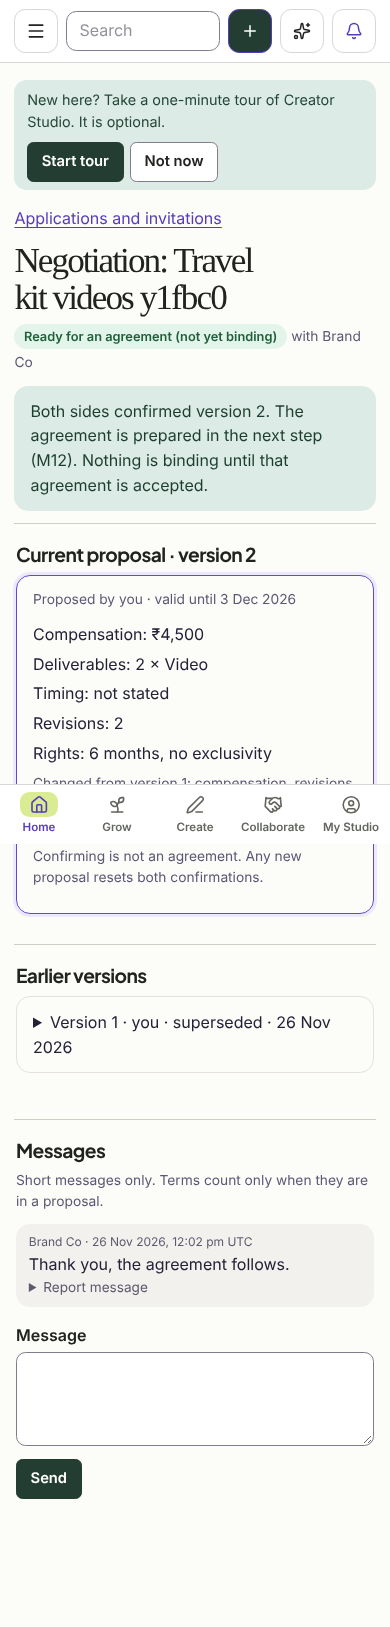 Search
New here? Take a one-minute tour of Creator
Studio. It is optional.
Start tour
Not now
Applications and invitations
Negotiation: Travel
kit videos y1fbc0
Ready for an agreement (not yet binding) with Brand
Co
Both sides confirmed version 2. The
agreement is prepared in the next step
(M12). Nothing is binding until that
agreement is accepted.
Current proposal · version 2
Proposed by you · valid until 3 Dec 2026
Compensation: ₹4,500
Deliverables: 2 × Video
Timing: not stated
Revisions: 2
Rights: 6 months, no exclusivity
Changed from version 1: compensation, revisions
Home
Grow
Create
Collaborate
My Studio
Confirming is not an agreement. Any new
proposal resets both confirmations.
Earlier versions
Version 1 · you · superseded · 26 Nov
2026
Messages
Short messages only. Terms count only when they are
in a proposal.
Brand Co · 26 Nov 2026, 12:02 pm UTC
Thank you, the agreement follows.
Report message
Message
Send